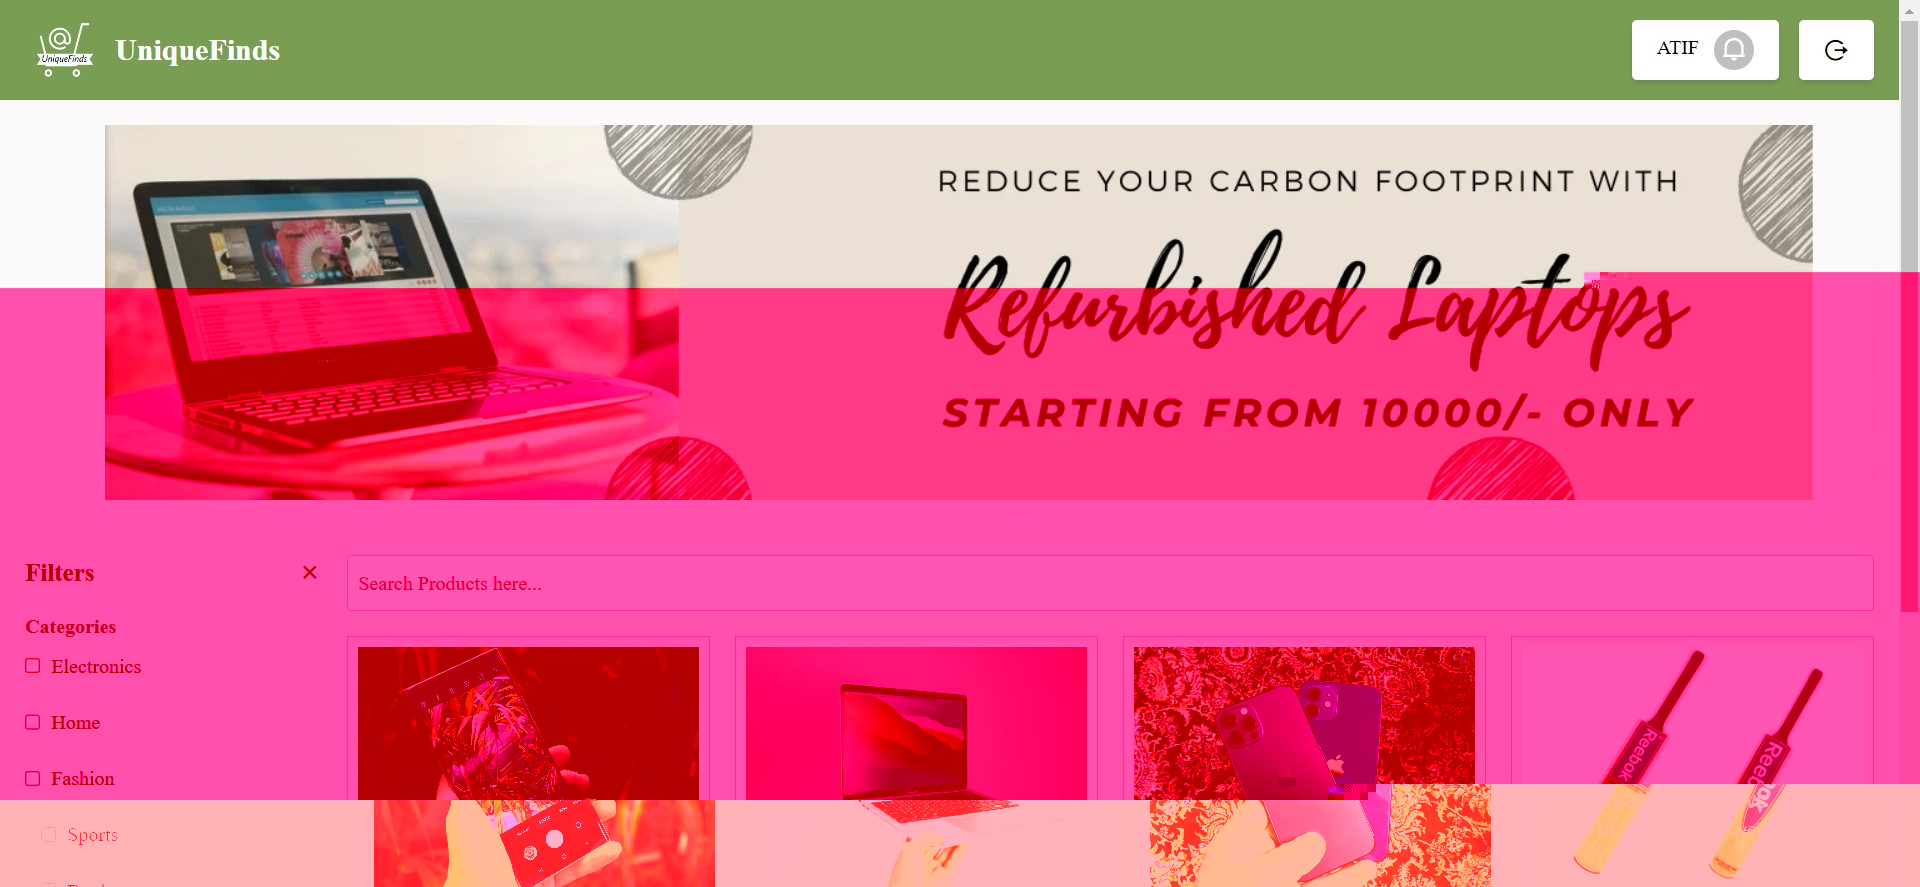 UniqueFinds
UniqueFinds
ATIF
REDUCE YOUR CARBON FOOTPRINT WITH
Refurbished Laptops
STARTING FROM 10000/- ONLY
Filters
Search Products here...
Categories
Electronics
Home
Fashion
Reebok
Reebok
Sports